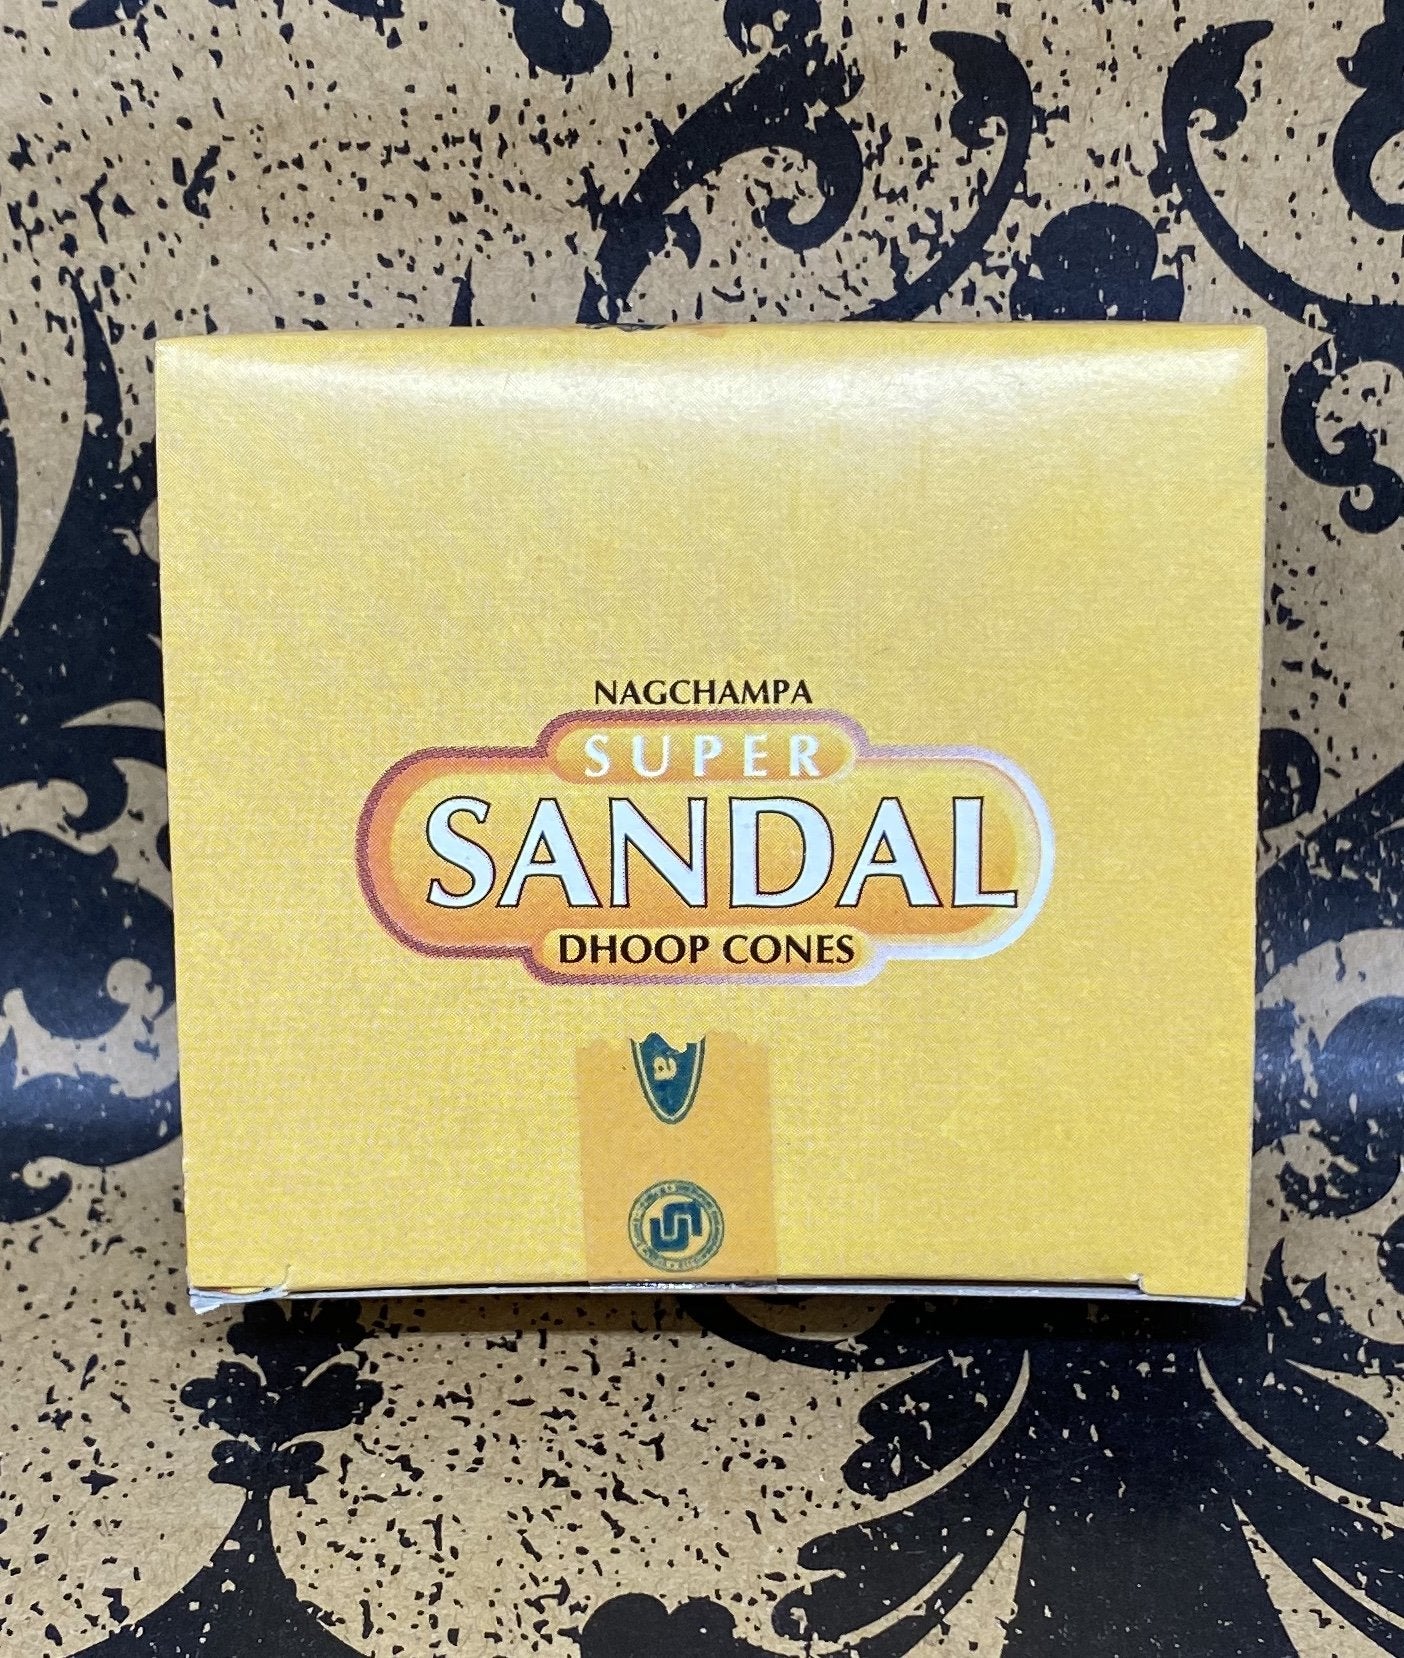 NAGCHAMPA
SUPER
SANDAL
DHOOP CONES